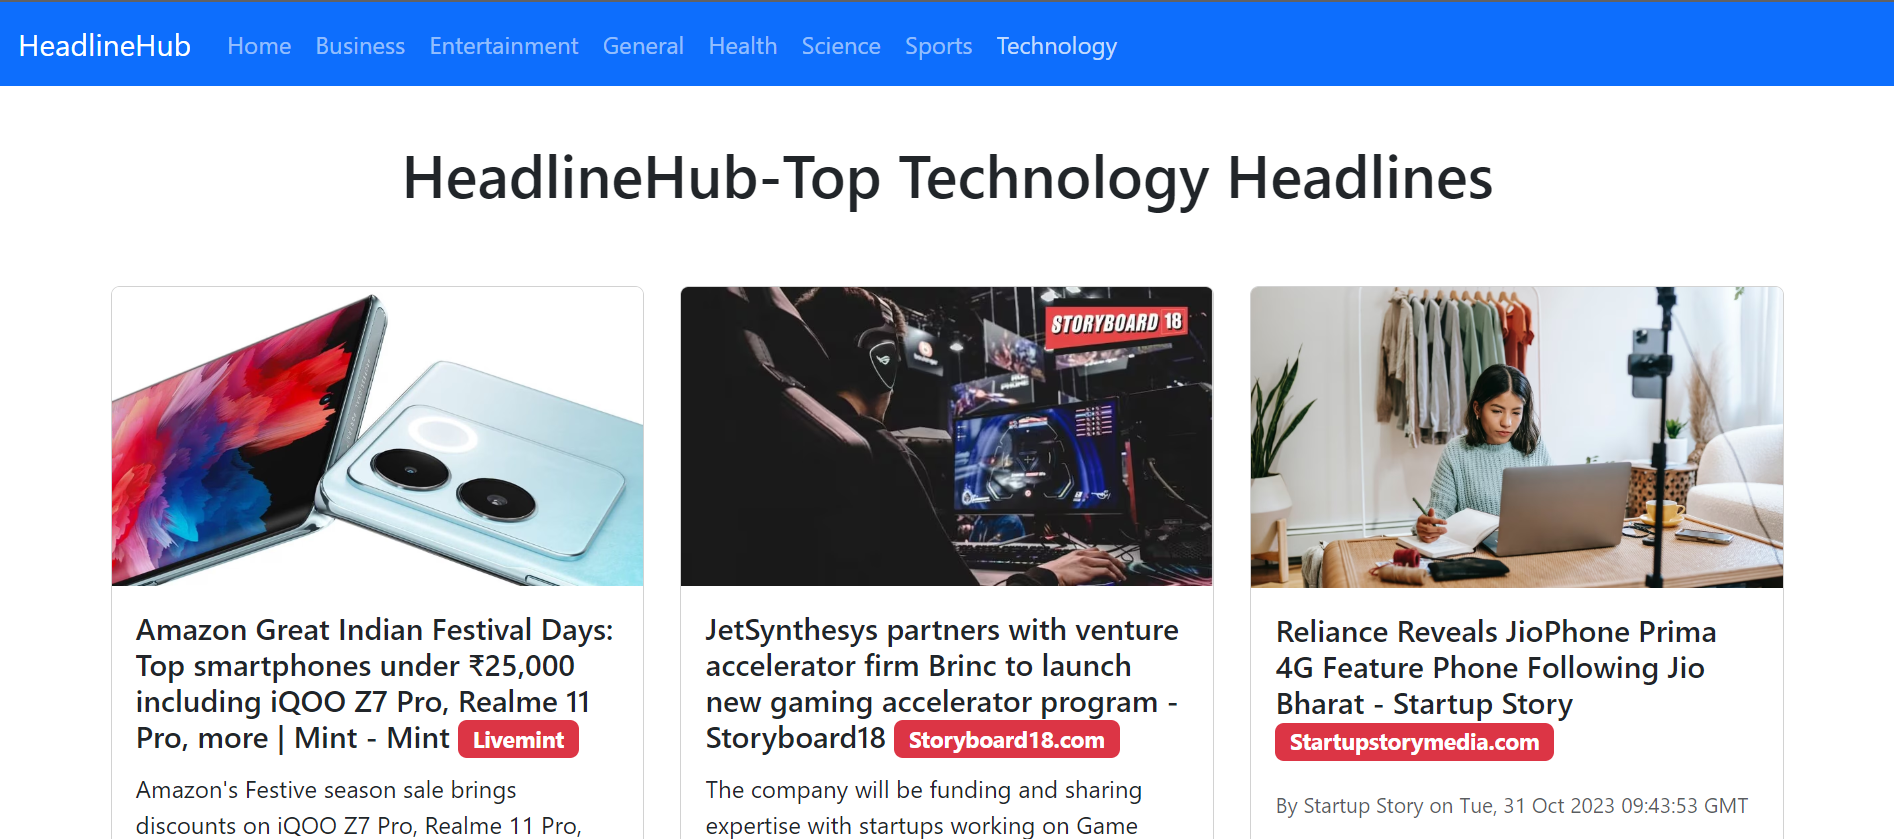 HeadlineHub Home Business Entertainment General Health Science Sports Technology
HeadlineHub-Top Technology Headlines
STORYBOARD 18
Amazon Great Indian Festival Days:
Top smartphones under ₹25,000
including iQOO Z7 Pro, Realme 11
Pro, more | Mint - Mint Livemint
Amazon's Festive season sale brings
discounts on iQOO Z7 Pro, Realme 11 Pro,
JetSynthesys partners with venture
accelerator firm Brinc to launch
new gaming accelerator program -
Storyboard18 Storyboard18.com
The company will be funding and sharing
expertise with startups working on Game
Reliance Reveals JioPhone Prima
4G Feature Phone Following Jio
Bharat - Startup Story
Startupstorymedia.com
By Startup Story on Tue, 31 Oct 2023 09:43:53 GMT